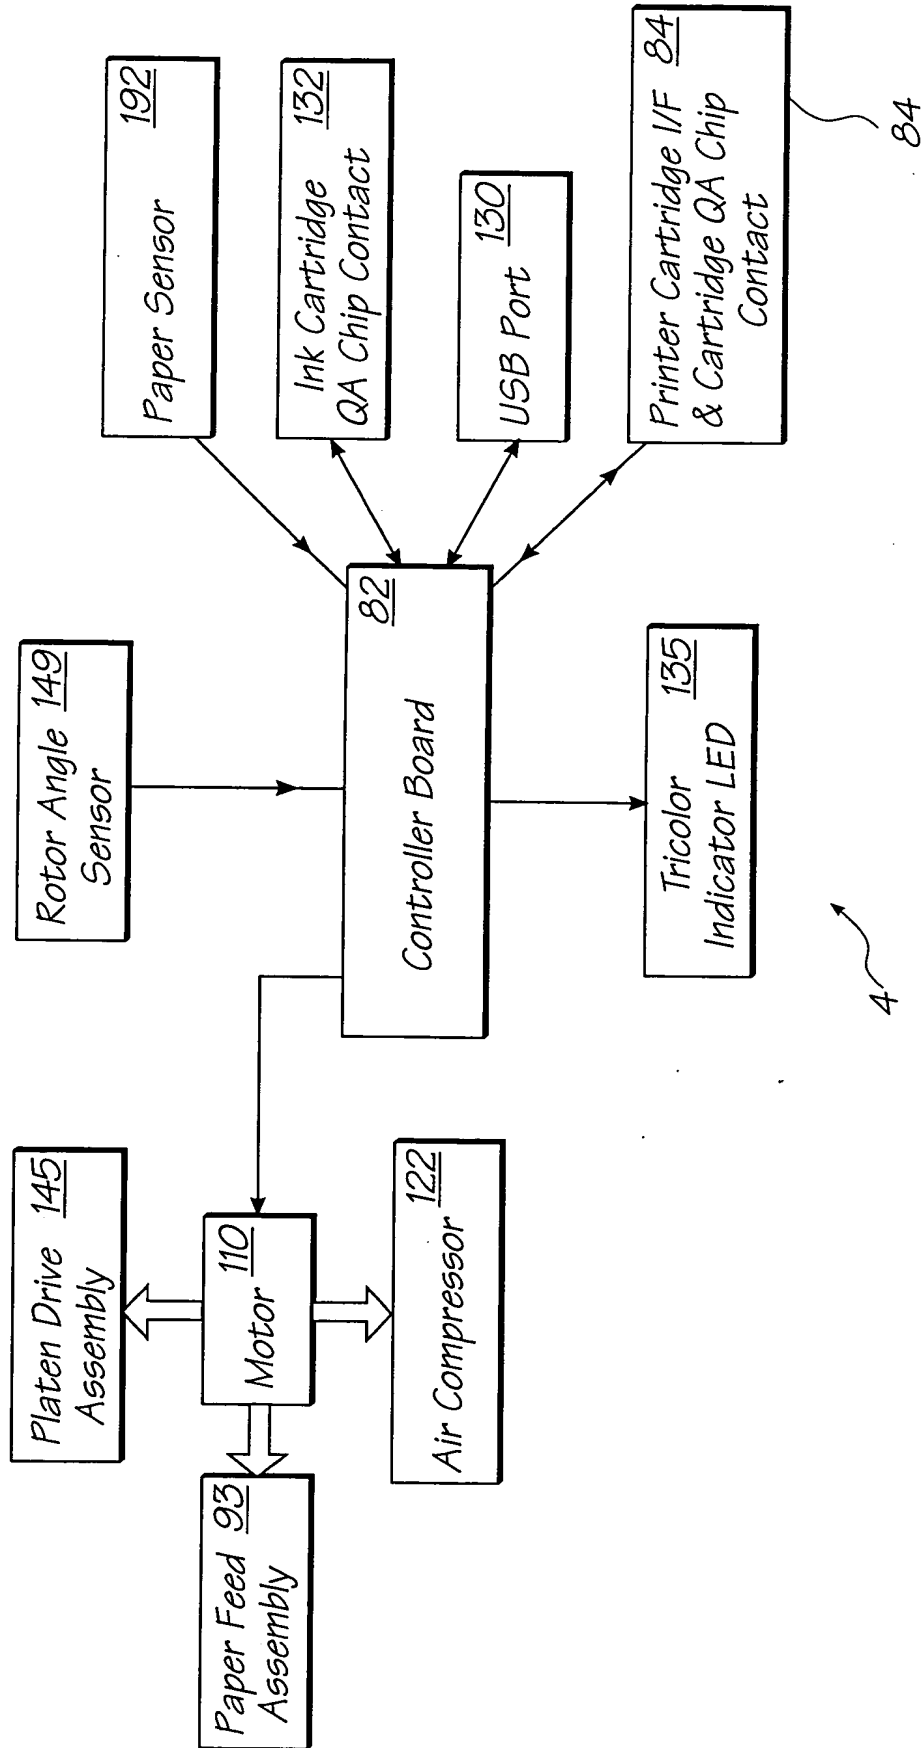 Paper Feed 93
Assembly
Platen Drive 145
Assembly
Motor 110
Air Compressor 122
Rotor Angle 149
Sensor
Controller Board 82
Tricolor 135
Indicator LED
Paper Sensor 192
Ink Cartridge 132
QA Chip Contact
USB Port 130
Printer Cartridge I/F 84
& Cartridge QA Chip
Contact
84
4